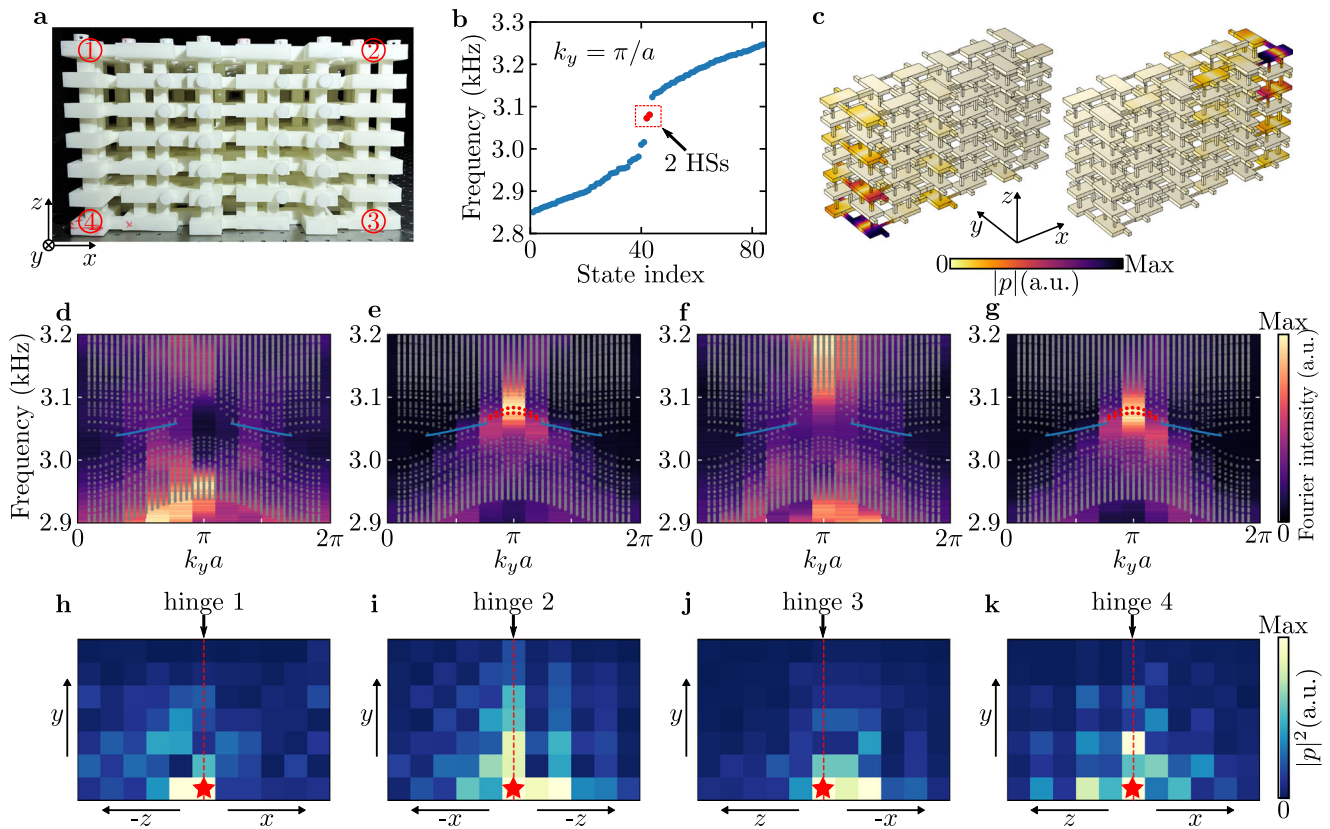 a
①
②
③
④
z
y
x
b
3.3
3.2
3.1
3.0
2.9
2.8
Frequency (kHz)
k_y = π/a
2 HSs
0
40
80
State index
c
z
y
x
0
Max
|p|(a.u.)
d
3.2
3.1
3.0
2.9
Frequency (kHz)
0
π
2π
k_y a
e
3.2
3.1
3.0
2.9
0
π
2π
k_y a
f
3.2
3.1
3.0
2.9
0
π
2π
k_y a
g
3.2
3.1
3.0
2.9
0
π
2π
k_y a
Max
0
Fourier intensity (a.u.)
h
hinge 1
y
-z
x
i
hinge 2
y
-x
-z
j
hinge 3
y
z
-x
k
hinge 4
y
z
x
Max
0
|p|²(a.u.)